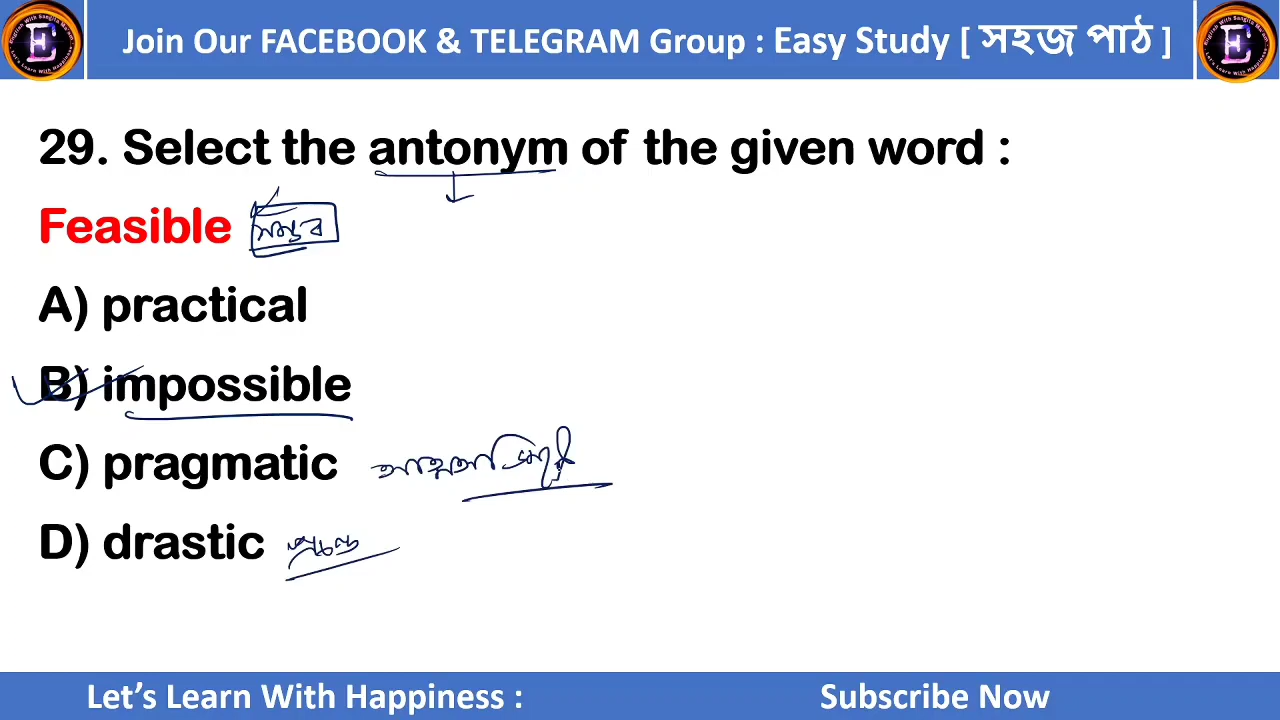 Join Our FACEBOOK & TELEGRAM Group : Easy Study [ সহজ পাঠ ]
29. Select the antonym of the given word :
Feasible সম্ভব
A) practical
B) impossible
C) pragmatic
D) drastic প্রচন্ড
Let's Learn With Happiness :
Subscribe Now